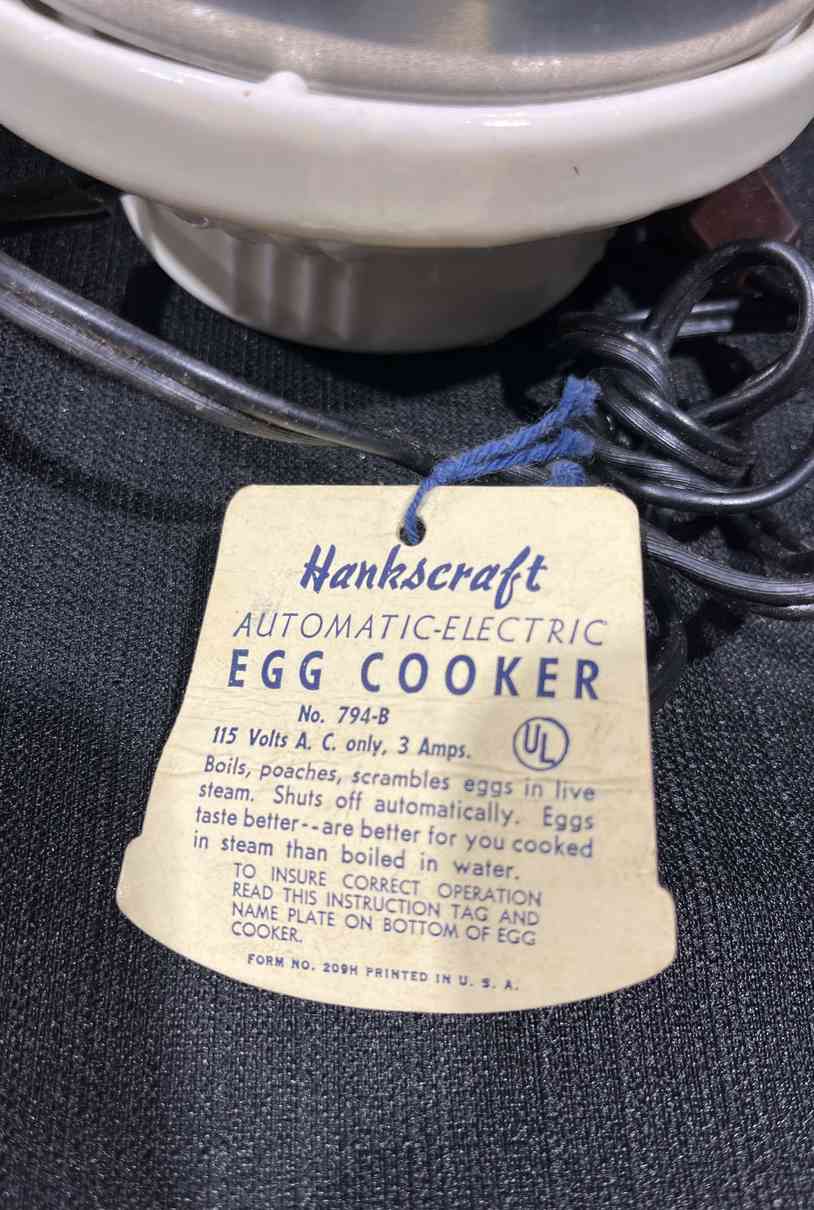 Hankscraft
AUTOMATIC-ELECTRIC
EGG COOKER
No. 794-B
115 Volts A. C. only, 3 Amps.
UL
Boils, poaches, scrambles eggs in live
steam. Shuts off automatically. Eggs
taste better--are better for you cooked
in steam than boiled in water.
TO INSURE CORRECT OPERATION
READ THIS INSTRUCTION TAG AND
NAME PLATE ON BOTTOM OF EGG
COOKER.
FORM NO. 209H PRINTED IN U. S. A.